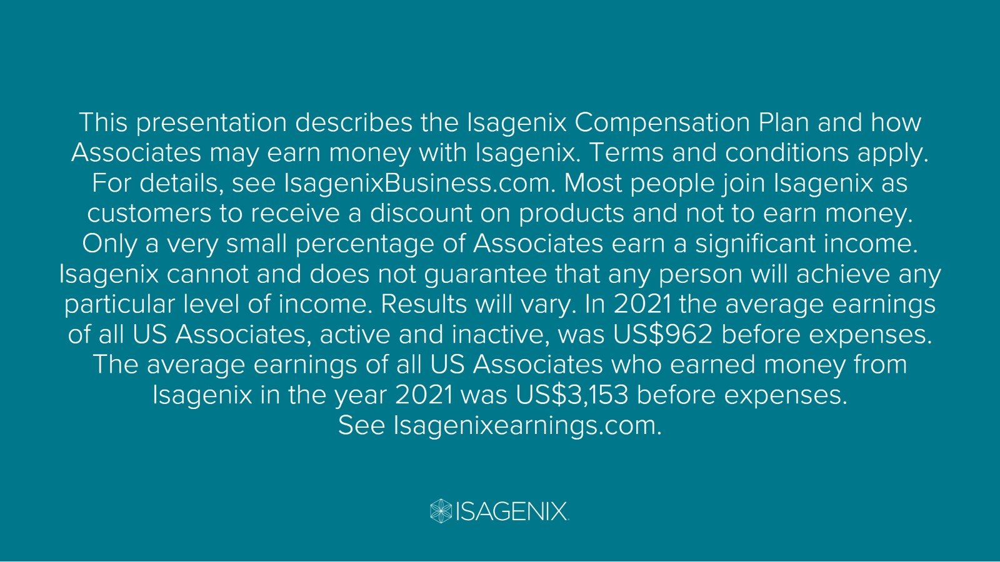 This presentation describes the Isagenix Compensation Plan and how
Associates may earn money with Isagenix. Terms and conditions apply.
For details, see IsagenixBusiness.com. Most people join Isagenix as
customers to receive a discount on products and not to earn money.
Only a very small percentage of Associates earn a significant income.
Isagenix cannot and does not guarantee that any person will achieve any
particular level of income. Results will vary. In 2021 the average earnings
of all US Associates, active and inactive, was US$962 before expenses.
The average earnings of all US Associates who earned money from
Isagenix in the year 2021 was US$3,153 before expenses.
See Isagenixearnings.com.
ISAGENIX